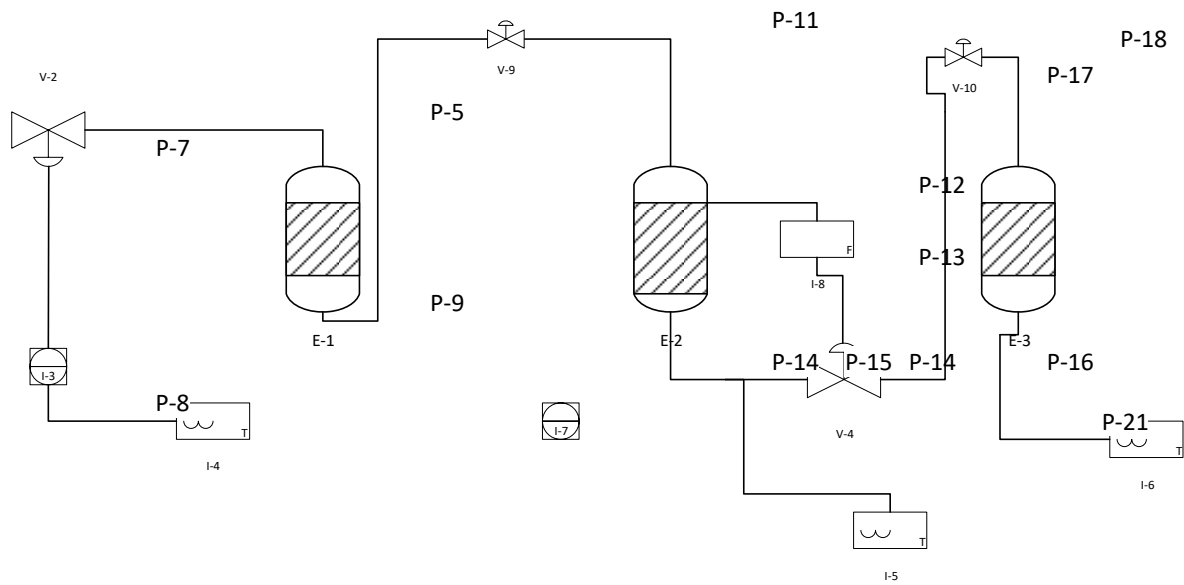 P-11
P-18
V-2
V-9
P-17
V-10
P-5
P-7
P-12
F
P-13
I-8
P-9
E-1
E-2
E-3
P-14
P-15
P-14
P-16
I-3
P-8
T
I-7
V-4
P-21
T
I-4
I-6
T
I-5